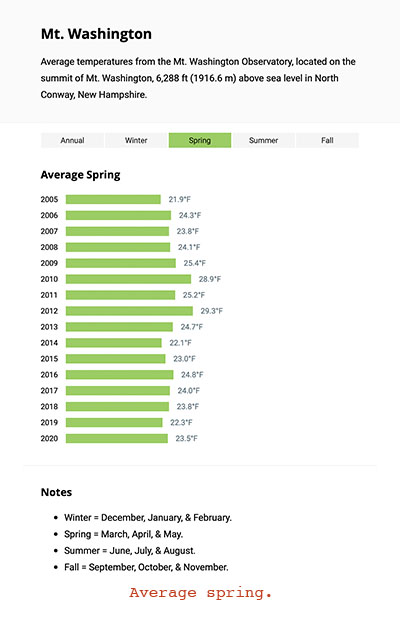 Mt. Washington
Average temperatures from the Mt. Washington Observatory, located on the
summit of Mt. Washington, 6,288 ft (1916.6 m) above sea level in North
Conway, New Hampshire.
Annual Winter Spring Summer Fall
Average Spring
2005 21.9°F
2006 24.3°F
2007 23.8°F
2008 24.1°F
2009 25.4°F
2010 28.9°F
2011 25.2°F
2012 29.3°F
2013 24.7°F
2014 22.1°F
2015 23.0°F
2016 24.8°F
2017 24.0°F
2018 23.8°F
2019 22.3°F
2020 23.5°F
Notes
• Winter = December, January, & February.
• Spring = March, April, & May.
• Summer = June, July, & August.
• Fall = September, October, & November.
Average spring.